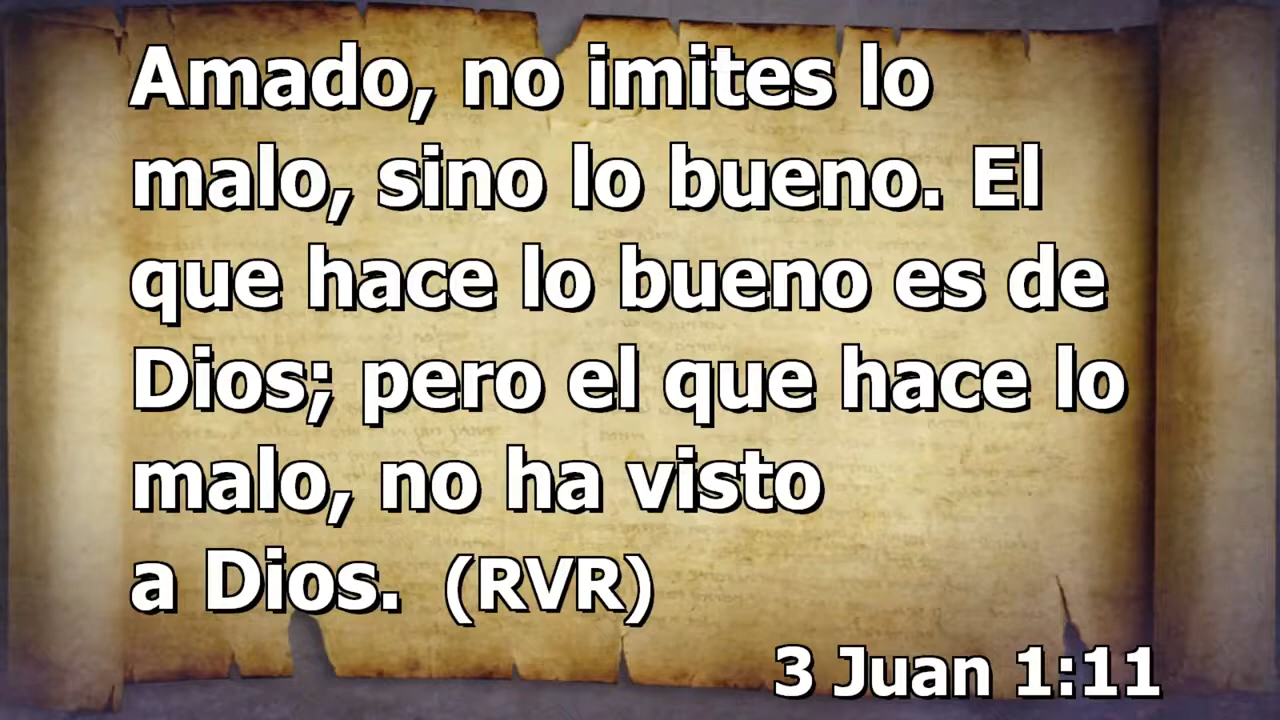 Amado, no imites lo
malo, sino lo bueno. El
que hace lo bueno es de
Dios; pero el que hace lo
malo, no ha visto
a Dios. (RVR)
3 Juan 1:11